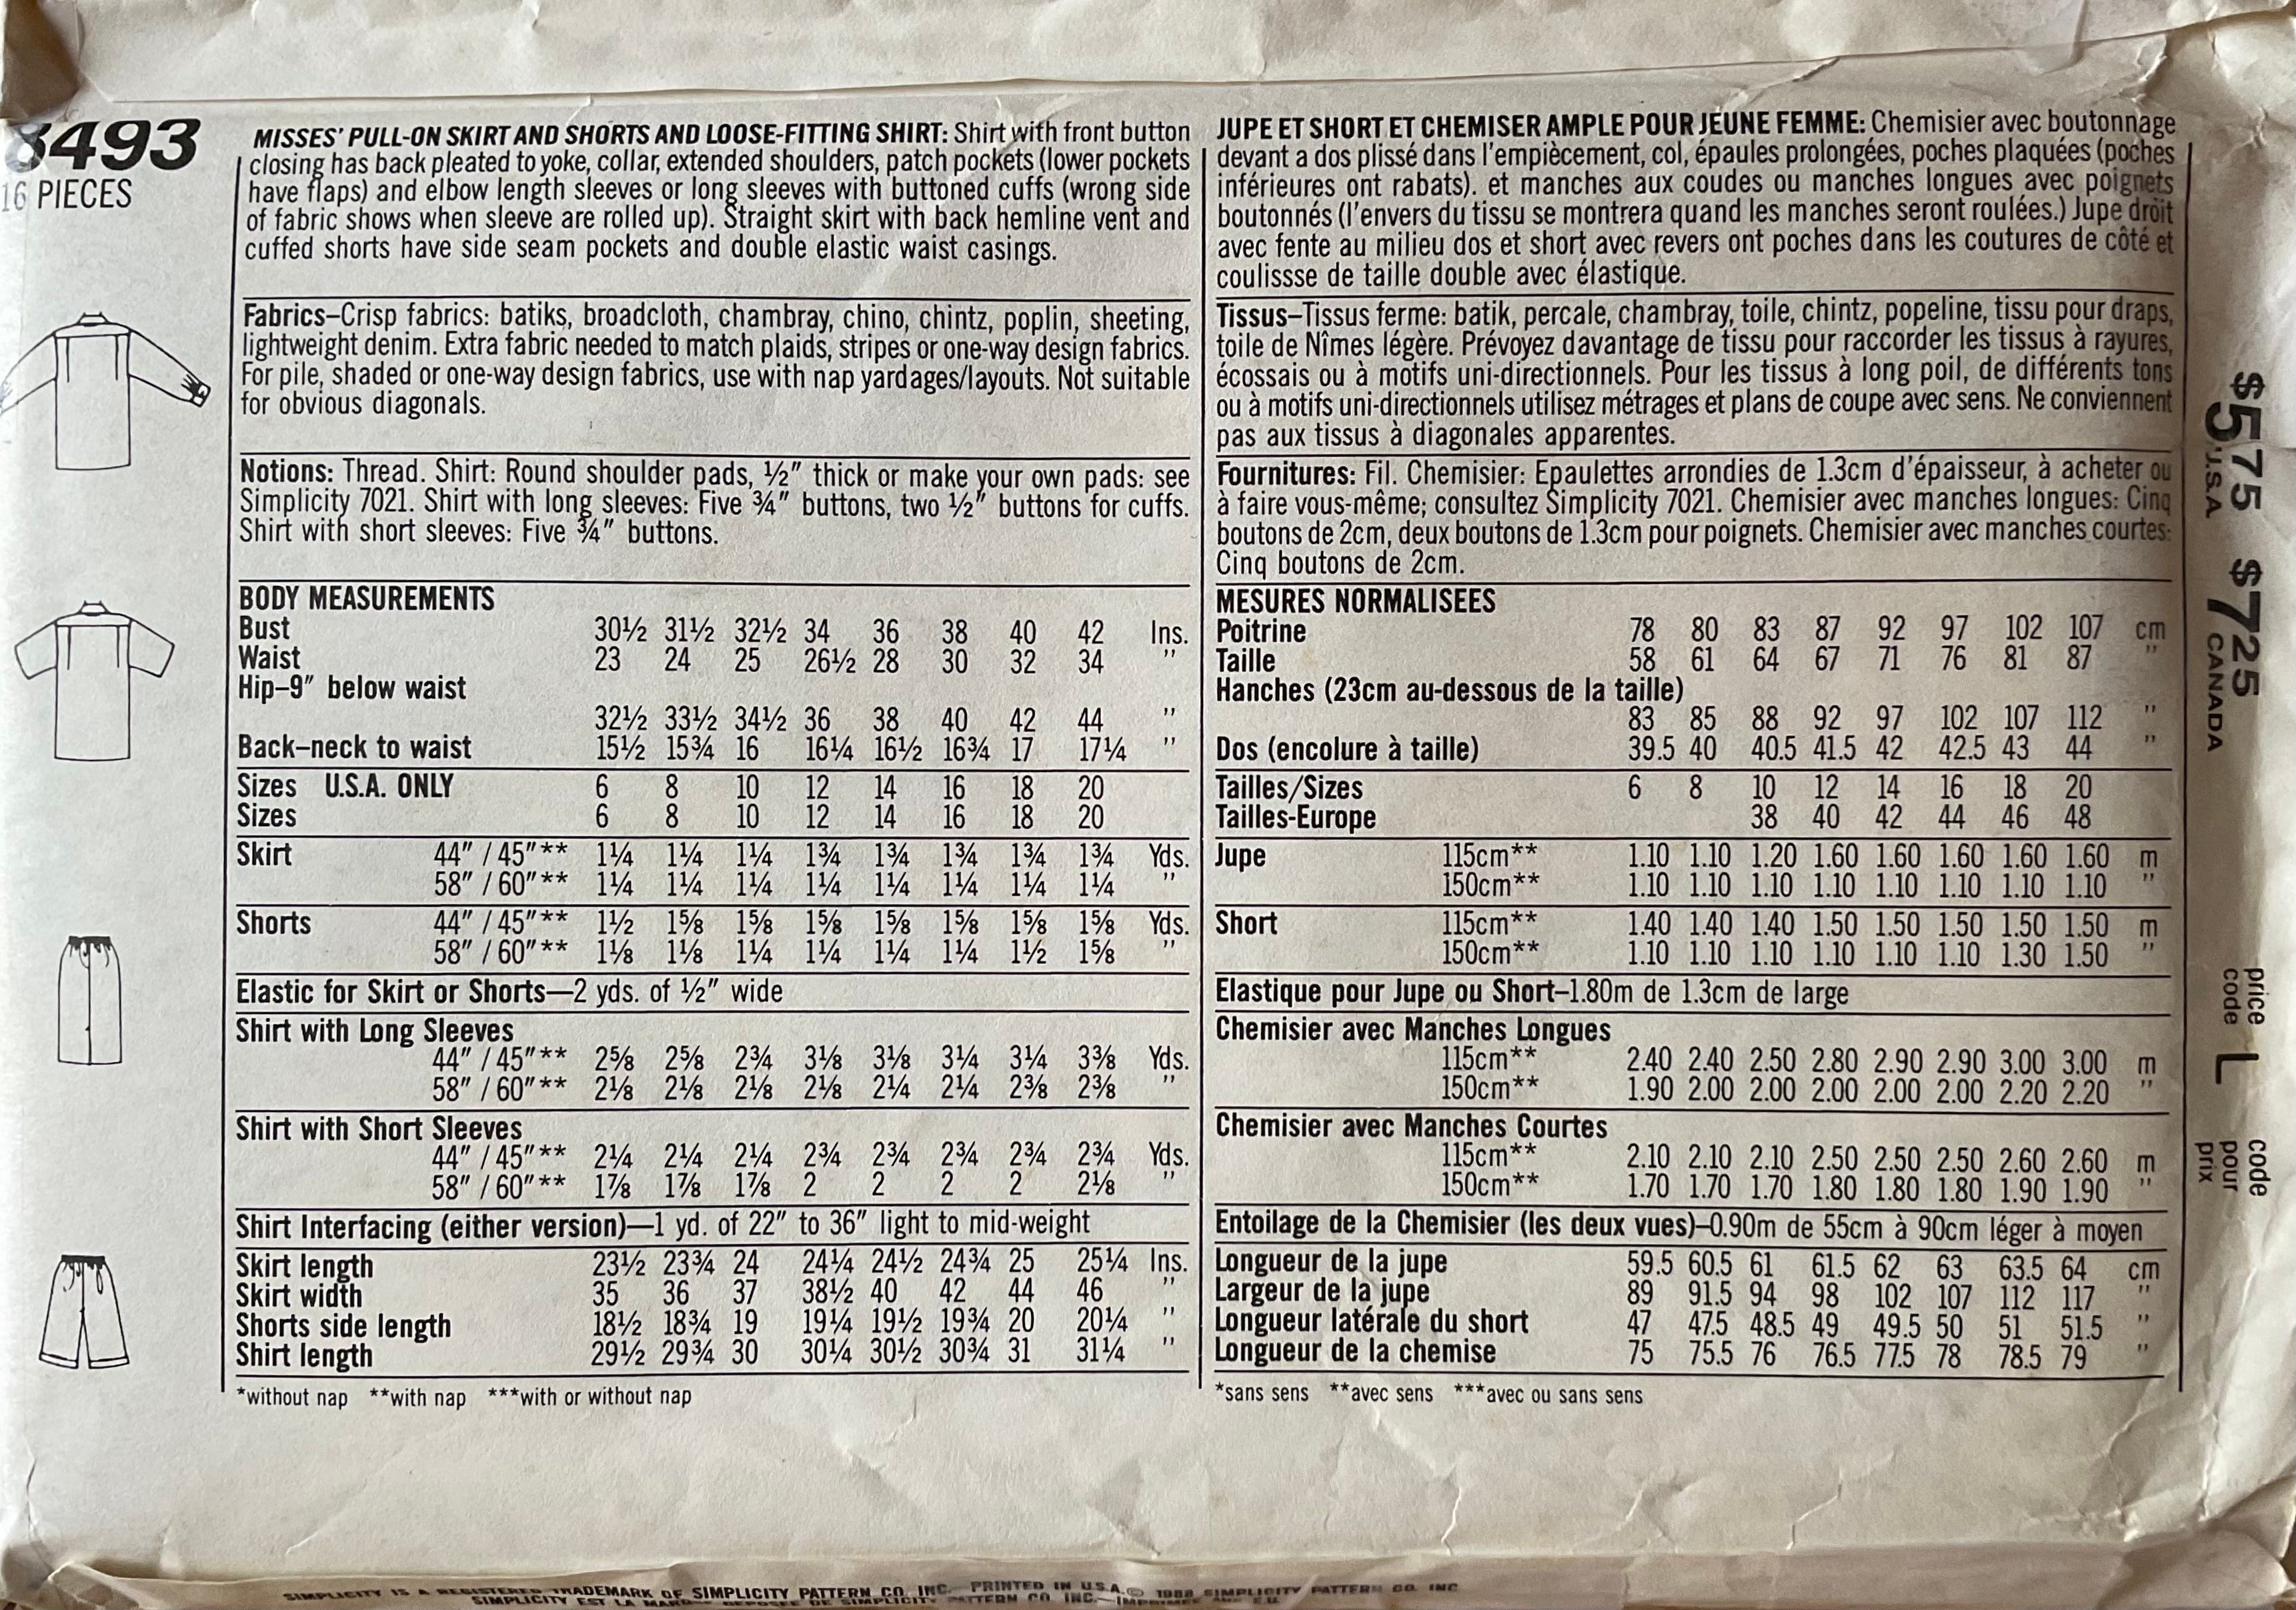 8493
16 PIECES
MISSES' PULL-ON SKIRT AND SHORTS AND LOOSE-FITTING SHIRT: Shirt with front button
closing has back pleated to yoke, collar, extended shoulders, patch pockets (lower pockets
have flaps) and elbow length sleeves or long sleeves with buttoned cuffs (wrong side
of fabric shows when sleeve are rolled up). Straight skirt with back hemline vent and
cuffed shorts have side seam pockets and double elastic waist casings.
Fabrics–Crisp fabrics: batiks, broadcloth, chambray, chino, chintz, poplin, sheeting,
lightweight denim. Extra fabric needed to match plaids, stripes or one-way design fabrics.
For pile, shaded or one-way design fabrics, use with nap yardages/layouts. Not suitable
for obvious diagonals.
Notions: Thread. Shirt: Round shoulder pads, ½" thick or make your own pads: see
Simplicity 7021. Shirt with long sleeves: Five ¾" buttons, two ½" buttons for cuffs.
Shirt with short sleeves: Five ¾" buttons.
BODY MEASUREMENTS
Bust 30½ 31½ 32½ 34 36 38 40 42 Ins.
Waist 23 24 25 26½ 28 30 32 34 "
Hip–9" below waist
32½ 33½ 34½ 36 38 40 42 44 "
Back–neck to waist 15½ 15¾ 16 16¼ 16½ 16¾ 17 17¼ "
Sizes U.S.A. ONLY 6 8 10 12 14 16 18 20
Sizes 6 8 10 12 14 16 18 20
Skirt 44" / 45"** 1¼ 1¼ 1¼ 1¾ 1¾ 1¾ 1¾ 1¾ Yds.
58" / 60"** 1¼ 1¼ 1¼ 1¼ 1¼ 1¼ 1¼ 1¼ "
Shorts 44" / 45"** 1½ 1⅝ 1⅝ 1⅝ 1⅝ 1⅝ 1⅝ 1⅝ Yds.
58" / 60"** 1⅛ 1⅛ 1¼ 1¼ 1¼ 1¼ 1½ 1⅝ "
Elastic for Skirt or Shorts—2 yds. of ½" wide
Shirt with Long Sleeves
44" / 45"** 2⅝ 2⅝ 2¾ 3⅛ 3⅛ 3¼ 3¼ 3⅜ Yds.
58" / 60"** 2⅛ 2⅛ 2⅛ 2⅛ 2¼ 2¼ 2⅜ 2⅜ "
Shirt with Short Sleeves
44" / 45"** 2¼ 2¼ 2¼ 2¾ 2¾ 2¾ 2¾ 2¾ Yds.
58" / 60"** 1⅞ 1⅞ 1⅞ 2 2 2 2 2⅛ "
Shirt Interfacing (either version)—1 yd. of 22" to 36" light to mid-weight
Skirt length 23½ 23¾ 24 24¼ 24½ 24¾ 25 25¼ Ins.
Skirt width 35 36 37 38½ 40 42 44 46 "
Shorts side length 18½ 18¾ 19 19¼ 19½ 19¾ 20 20¼ "
Shirt length 29½ 29¾ 30 30¼ 30½ 30¾ 31 31¼ "
*without nap **with nap ***with or without nap
JUPE ET SHORT ET CHEMISER AMPLE POUR JEUNE FEMME: Chemisier avec boutonnage
devant a dos plissé dans l'empiècement, col, épaules prolongées, poches plaquées (poches
inférieures ont rabats). et manches aux coudes ou manches longues avec poignets
boutonnés (l'envers du tissu se montrera quand les manches seront roulées.) Jupe droit
avec fente au milieu dos et short avec revers ont poches dans les coutures de côté et
coulissse de taille double avec élastique.
Tissus–Tissus ferme: batik, percale, chambray, toile, chintz, popeline, tissu pour draps,
toile de Nîmes légère. Prévoyez davantage de tissu pour raccorder les tissus à rayures,
écossais ou à motifs uni-directionnels. Pour les tissus à long poil, de différents tons
ou à motifs uni-directionnels utilisez métrages et plans de coupe avec sens. Ne conviennent
pas aux tissus à diagonales apparentes.
Fournitures: Fil. Chemisier: Epaulettes arrondies de 1.3cm d'épaisseur, à acheter ou
à faire vous-même; consultez Simplicity 7021. Chemisier avec manches longues: Cinq
boutons de 2cm, deux boutons de 1.3cm pour poignets. Chemisier avec manches courtes:
Cinq boutons de 2cm.
MESURES NORMALISEES
Poitrine 78 80 83 87 92 97 102 107 cm
Taille 58 61 64 67 71 76 81 87 "
Hanches (23cm au-dessous de la taille)
83 85 88 92 97 102 107 112 "
Dos (encolure à taille) 39.5 40 40.5 41.5 42 42.5 43 44 "
Tailles/Sizes 6 8 10 12 14 16 18 20
Tailles-Europe 38 40 42 44 46 48
Jupe 115cm** 1.10 1.10 1.20 1.60 1.60 1.60 1.60 1.60 m
150cm** 1.10 1.10 1.10 1.10 1.10 1.10 1.10 1.10 "
Short 115cm** 1.40 1.40 1.40 1.50 1.50 1.50 1.50 1.50 m
150cm** 1.10 1.10 1.10 1.10 1.10 1.10 1.30 1.50 "
Elastique pour Jupe ou Short–1.80m de 1.3cm de large
Chemisier avec Manches Longues
115cm** 2.40 2.40 2.50 2.80 2.90 2.90 3.00 3.00 m
150cm** 1.90 2.00 2.00 2.00 2.00 2.00 2.20 2.20 "
Chemisier avec Manches Courtes
115cm** 2.10 2.10 2.10 2.50 2.50 2.50 2.60 2.60 m
150cm** 1.70 1.70 1.70 1.80 1.80 1.80 1.90 1.90 "
Entoilage de la Chemisier (les deux vues)–0.90m de 55cm à 90cm léger à moyen
Longueur de la jupe 59.5 60.5 61 61.5 62 63 63.5 64 cm
Largeur de la jupe 89 91.5 94 98 102 107 112 117 "
Longueur latérale du short 47 47.5 48.5 49 49.5 50 51 51.5 "
Longueur de la chemise 75 75.5 76 76.5 77.5 78 78.5 79 "
*sans sens **avec sens ***avec ou sans sens
$575 $725
U.S.A. CANADA
price code L code pour prix
SIMPLICITY IS A REGISTERED TRADEMARK OF SIMPLICITY PATTERN CO. INC. PRINTED IN U.S.A. © 1988 SIMPLICITY PATTERN CO. INC
SIMPLICITY EST LA DE SIMPLICITY PATTERN CO. INC.—